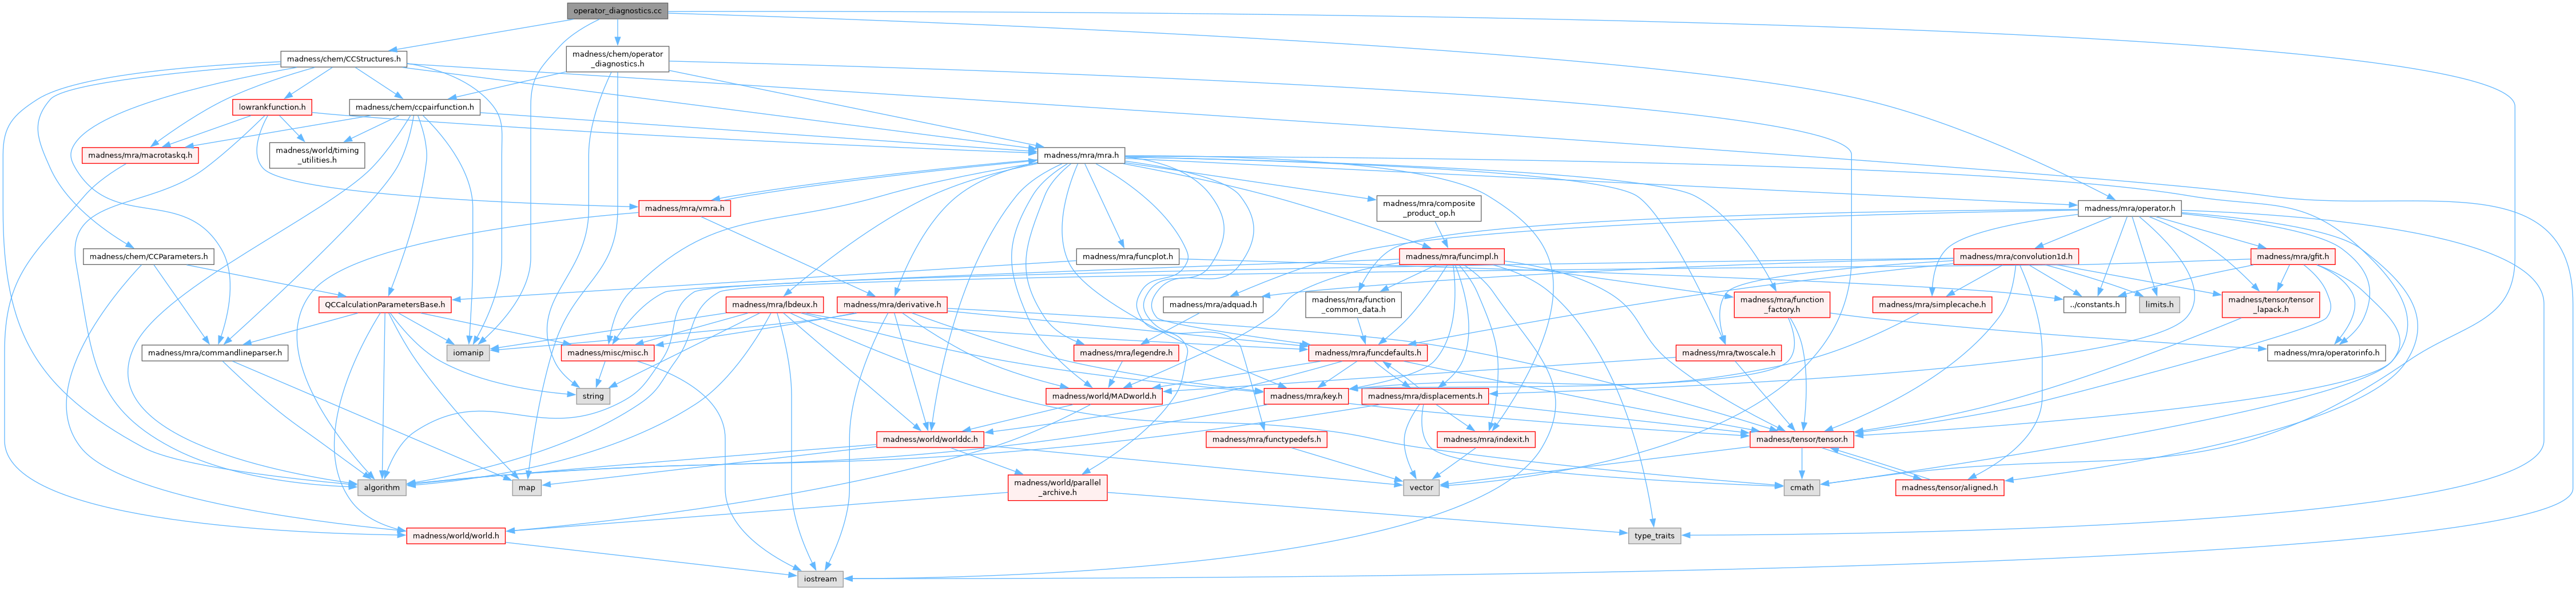 operator_diagnostics.cc
madness/chem/CCStructures.h
madness/chem/operator
_diagnostics.h
lowrankfunction.h
madness/chem/ccpairfunction.h
madness/mra/macrotaskq.h
madness/world/timing
_utilities.h
madness/mra/mra.h
madness/mra/vmra.h
madness/mra/composite
_product_op.h
madness/mra/operator.h
madness/chem/CCParameters.h
madness/mra/funcplot.h
madness/mra/funcimpl.h
madness/mra/convolution1d.h
madness/mra/gfit.h
QCCalculationParametersBase.h
madness/mra/lbdeux.h
madness/mra/derivative.h
madness/mra/adquad.h
madness/mra/function
_common_data.h
madness/mra/function
_factory.h
madness/mra/simplecache.h
../constants.h
limits.h
madness/tensor/tensor
_lapack.h
madness/mra/commandlineparser.h
iomanip
madness/misc/misc.h
madness/mra/legendre.h
madness/mra/funcdefaults.h
madness/mra/twoscale.h
madness/mra/operatorinfo.h
string
madness/world/MADworld.h
madness/mra/key.h
madness/mra/displacements.h
madness/world/worlddc.h
madness/mra/functypedefs.h
madness/mra/indexit.h
madness/tensor/tensor.h
algorithm
map
madness/world/parallel
_archive.h
vector
cmath
madness/tensor/aligned.h
madness/world/world.h
type_traits
iostream